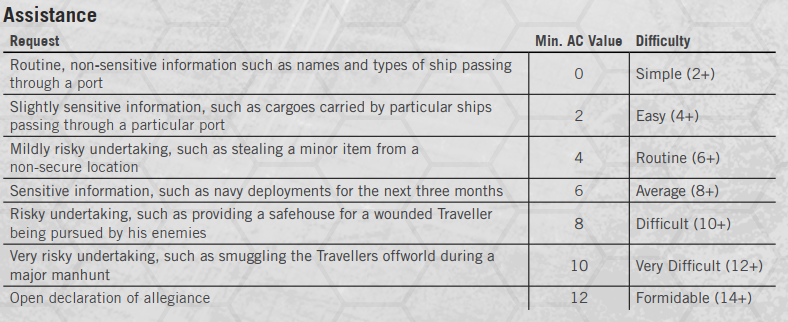 Assistance
Request Min. AC Value Difficulty
Routine, non-sensitive information such as names and types of ship passing
through a port 0 Simple (2+)
Slightly sensitive information, such as cargoes carried by particular ships
passing through a particular port 2 Easy (4+)
Mildly risky undertaking, such as stealing a minor item from a
non-secure location 4 Routine (6+)
Sensitive information, such as navy deployments for the next three months 6 Average (8+)
Risky undertaking, such as providing a safehouse for a wounded Traveller
being pursued by his enemies 8 Difficult (10+)
Very risky undertaking, such as smuggling the Travellers offworld during a
major manhunt 10 Very Difficult (12+)
Open declaration of allegiance 12 Formidable (14+)